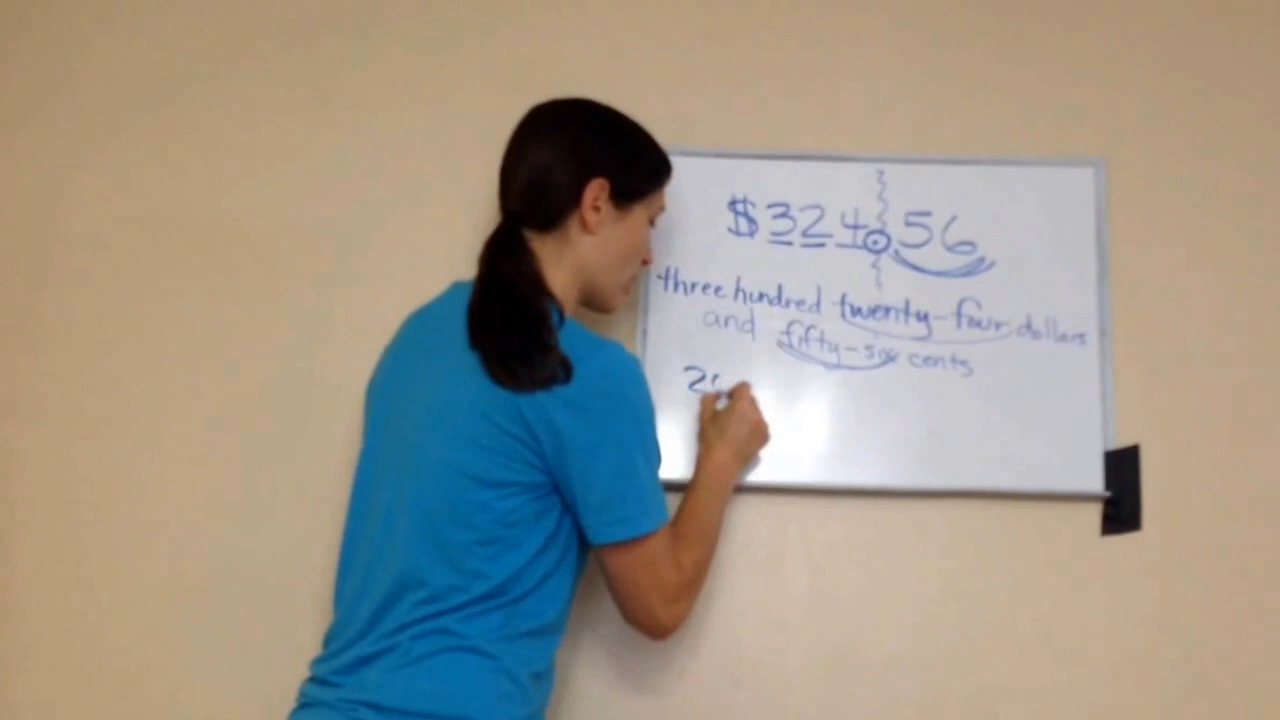 $324.56
three hundred twenty-four dollars
and fifty-six cents
2